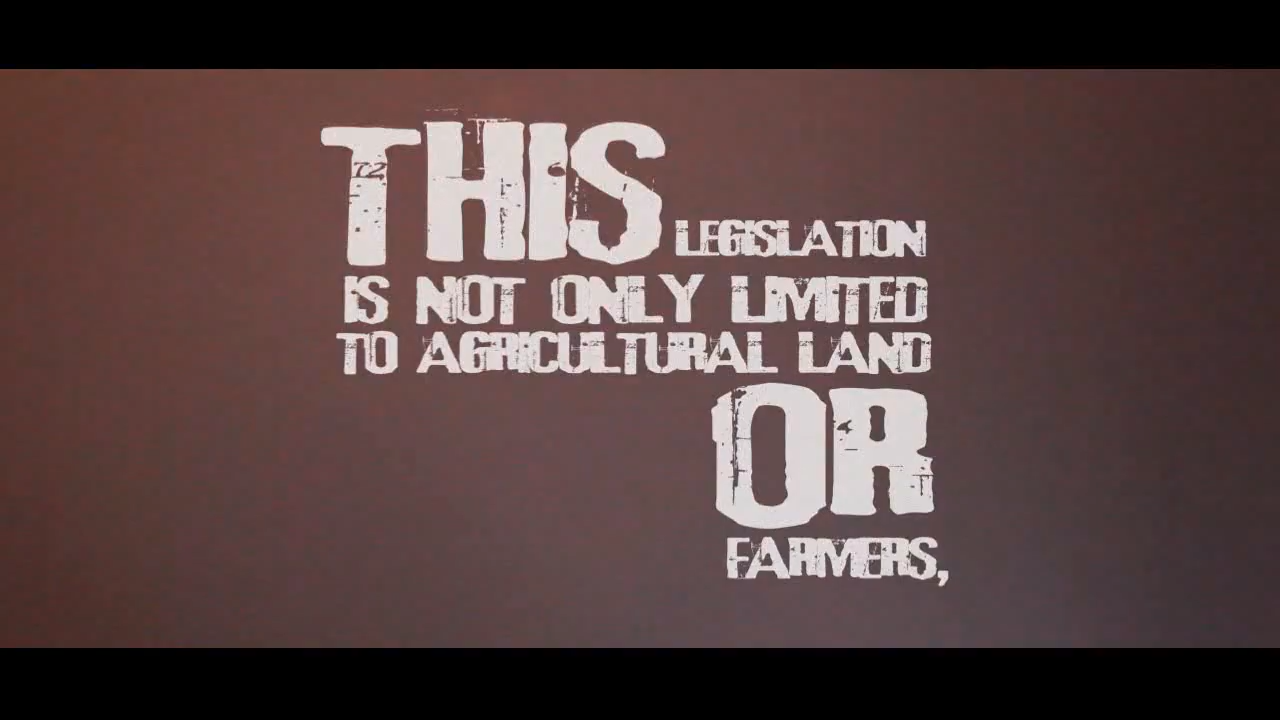 THIS LEGISLATION
IS NOT ONLY LIMITED
TO AGRICULTURAL LAND
OR
FARMERS,